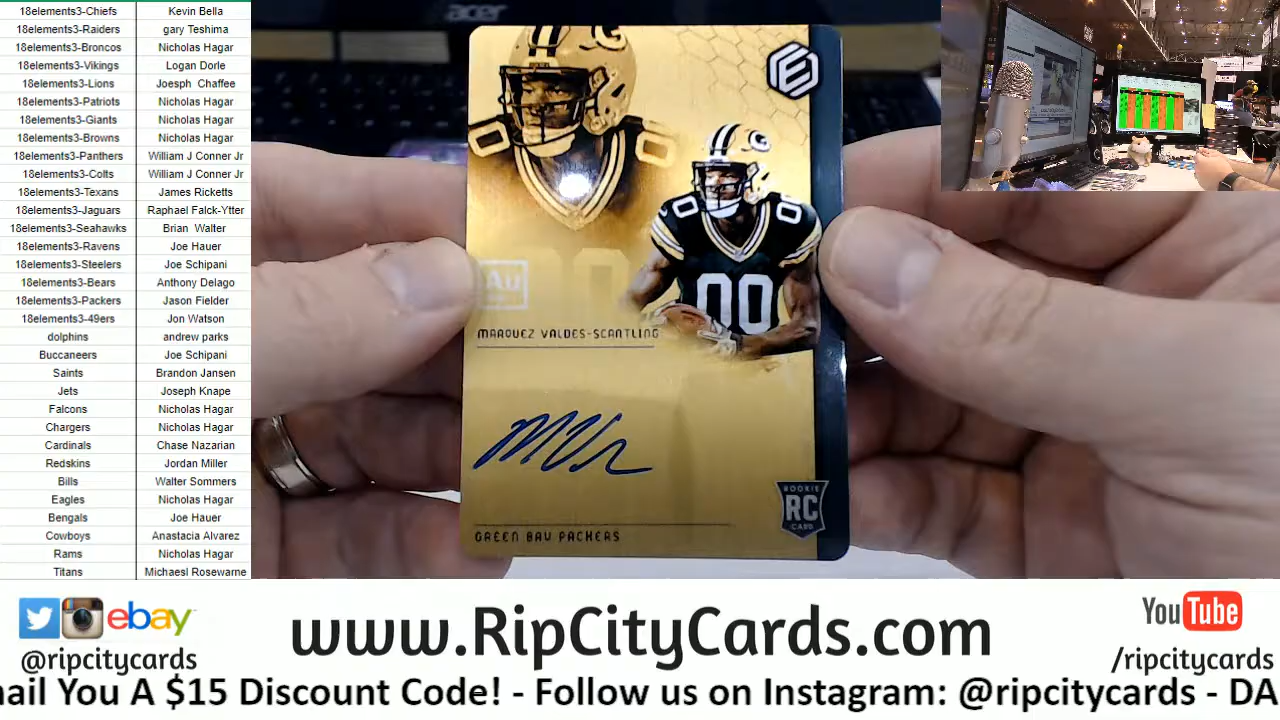 18elements3-Chiefs Kevin Bella
18elements3-Raiders gary Teshima
18elements3-Broncos Nicholas Hagar
18elements3-Vikings Logan Dorle
18elements3-Lions Joesph Chaffee
18elements3-Patriots Nicholas Hagar
18elements3-Giants Nicholas Hagar
18elements3-Browns Nicholas Hagar
18elements3-Panthers William J Conner Jr
18elements3-Colts William J Conner Jr
18elements3-Texans James Ricketts
18elements3-Jaguars Raphael Falck-Ytter
18elements3-Seahawks Brian Walter
18elements3-Ravens Joe Hauer
18elements3-Steelers Joe Schipani
18elements3-Bears Anthony Delago
18elements3-Packers Jason Fielder
18elements3-49ers Jon Watson
dolphins andrew parks
Buccaneers Joe Schipani
Saints Brandon Jansen
Jets Joseph Knape
Falcons Nicholas Hagar
Chargers Nicholas Hagar
Cardinals Chase Nazarian
Redskins Jordan Miller
Bills Walter Sommers
Eagles Nicholas Hagar
Bengals Joe Hauer
Cowboys Anastacia Alvarez
Rams Nicholas Hagar
Titans Michaesl Rosewarne
acer
G
E
0 0
G
0 0
00
Au
MARQUEZ VALDES-SCANTLING
ROOKIE
RC
CARD
GREEN BAY PACKERS
ebay
@ripcitycards
www.RipCityCards.com
YouTube
/ripcitycards
mail You A $15 Discount Code! - Follow us on Instagram: @ripcitycards - DA